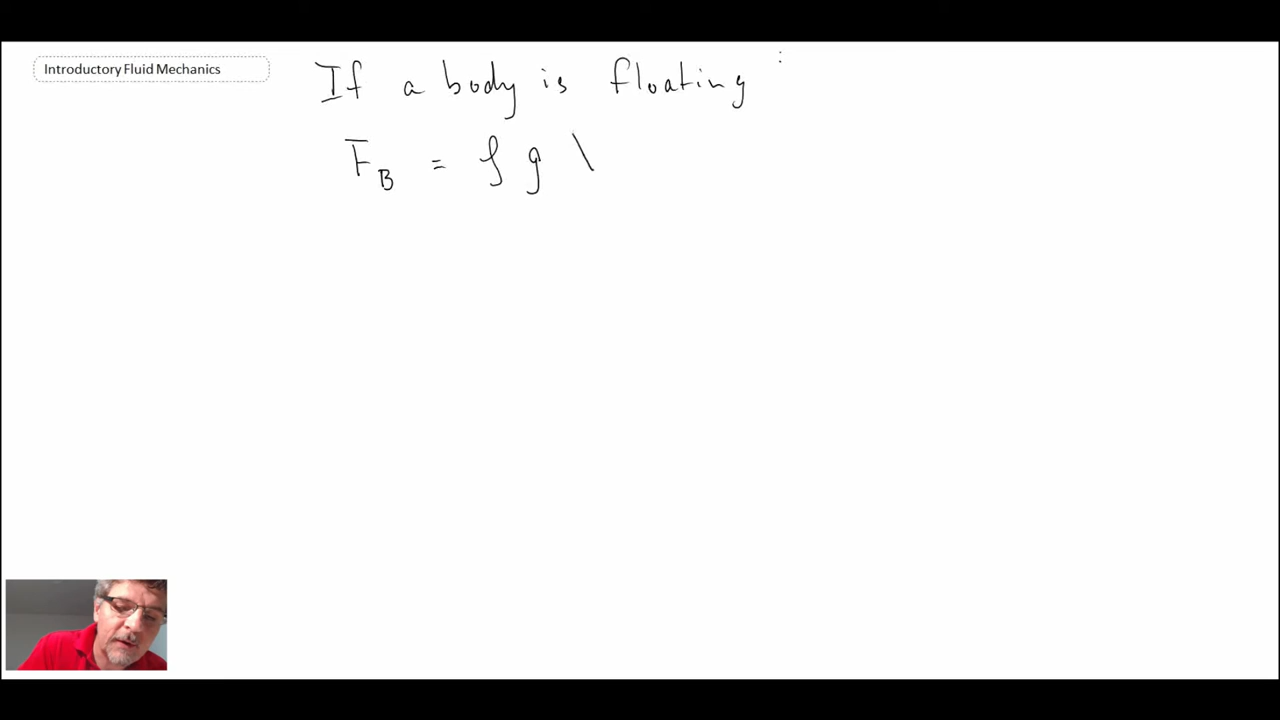 Introductory Fluid Mechanics
If a body is floating :
F_B = ρ g \